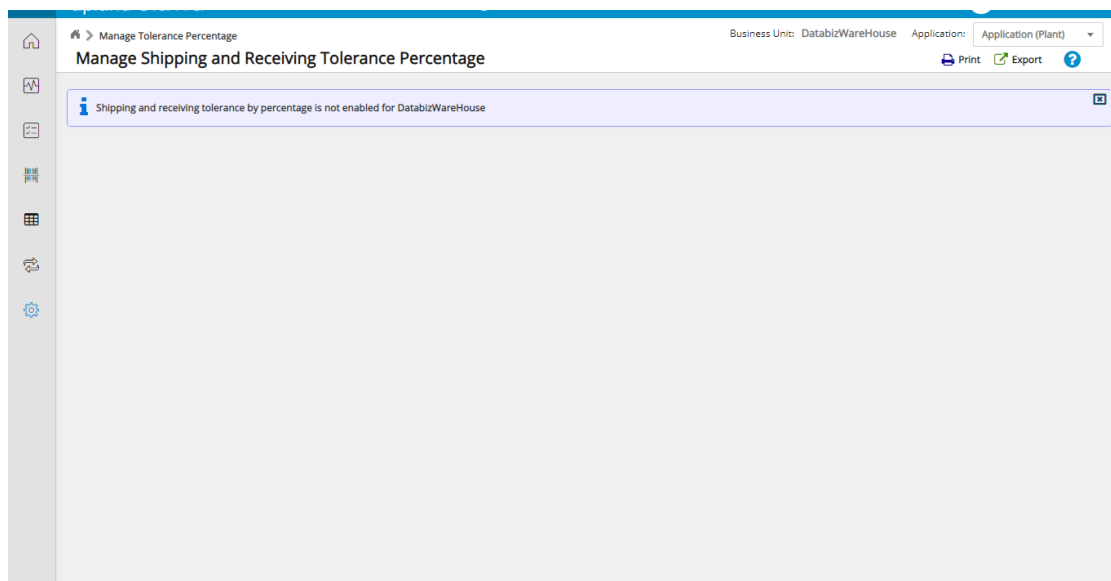 Manage Tolerance Percentage
Business Unit: DatabizWareHouse Application: Application (Plant)
Manage Shipping and Receiving Tolerance Percentage
Print Export ?
Shipping and receiving tolerance by percentage is not enabled for DatabizWareHouse